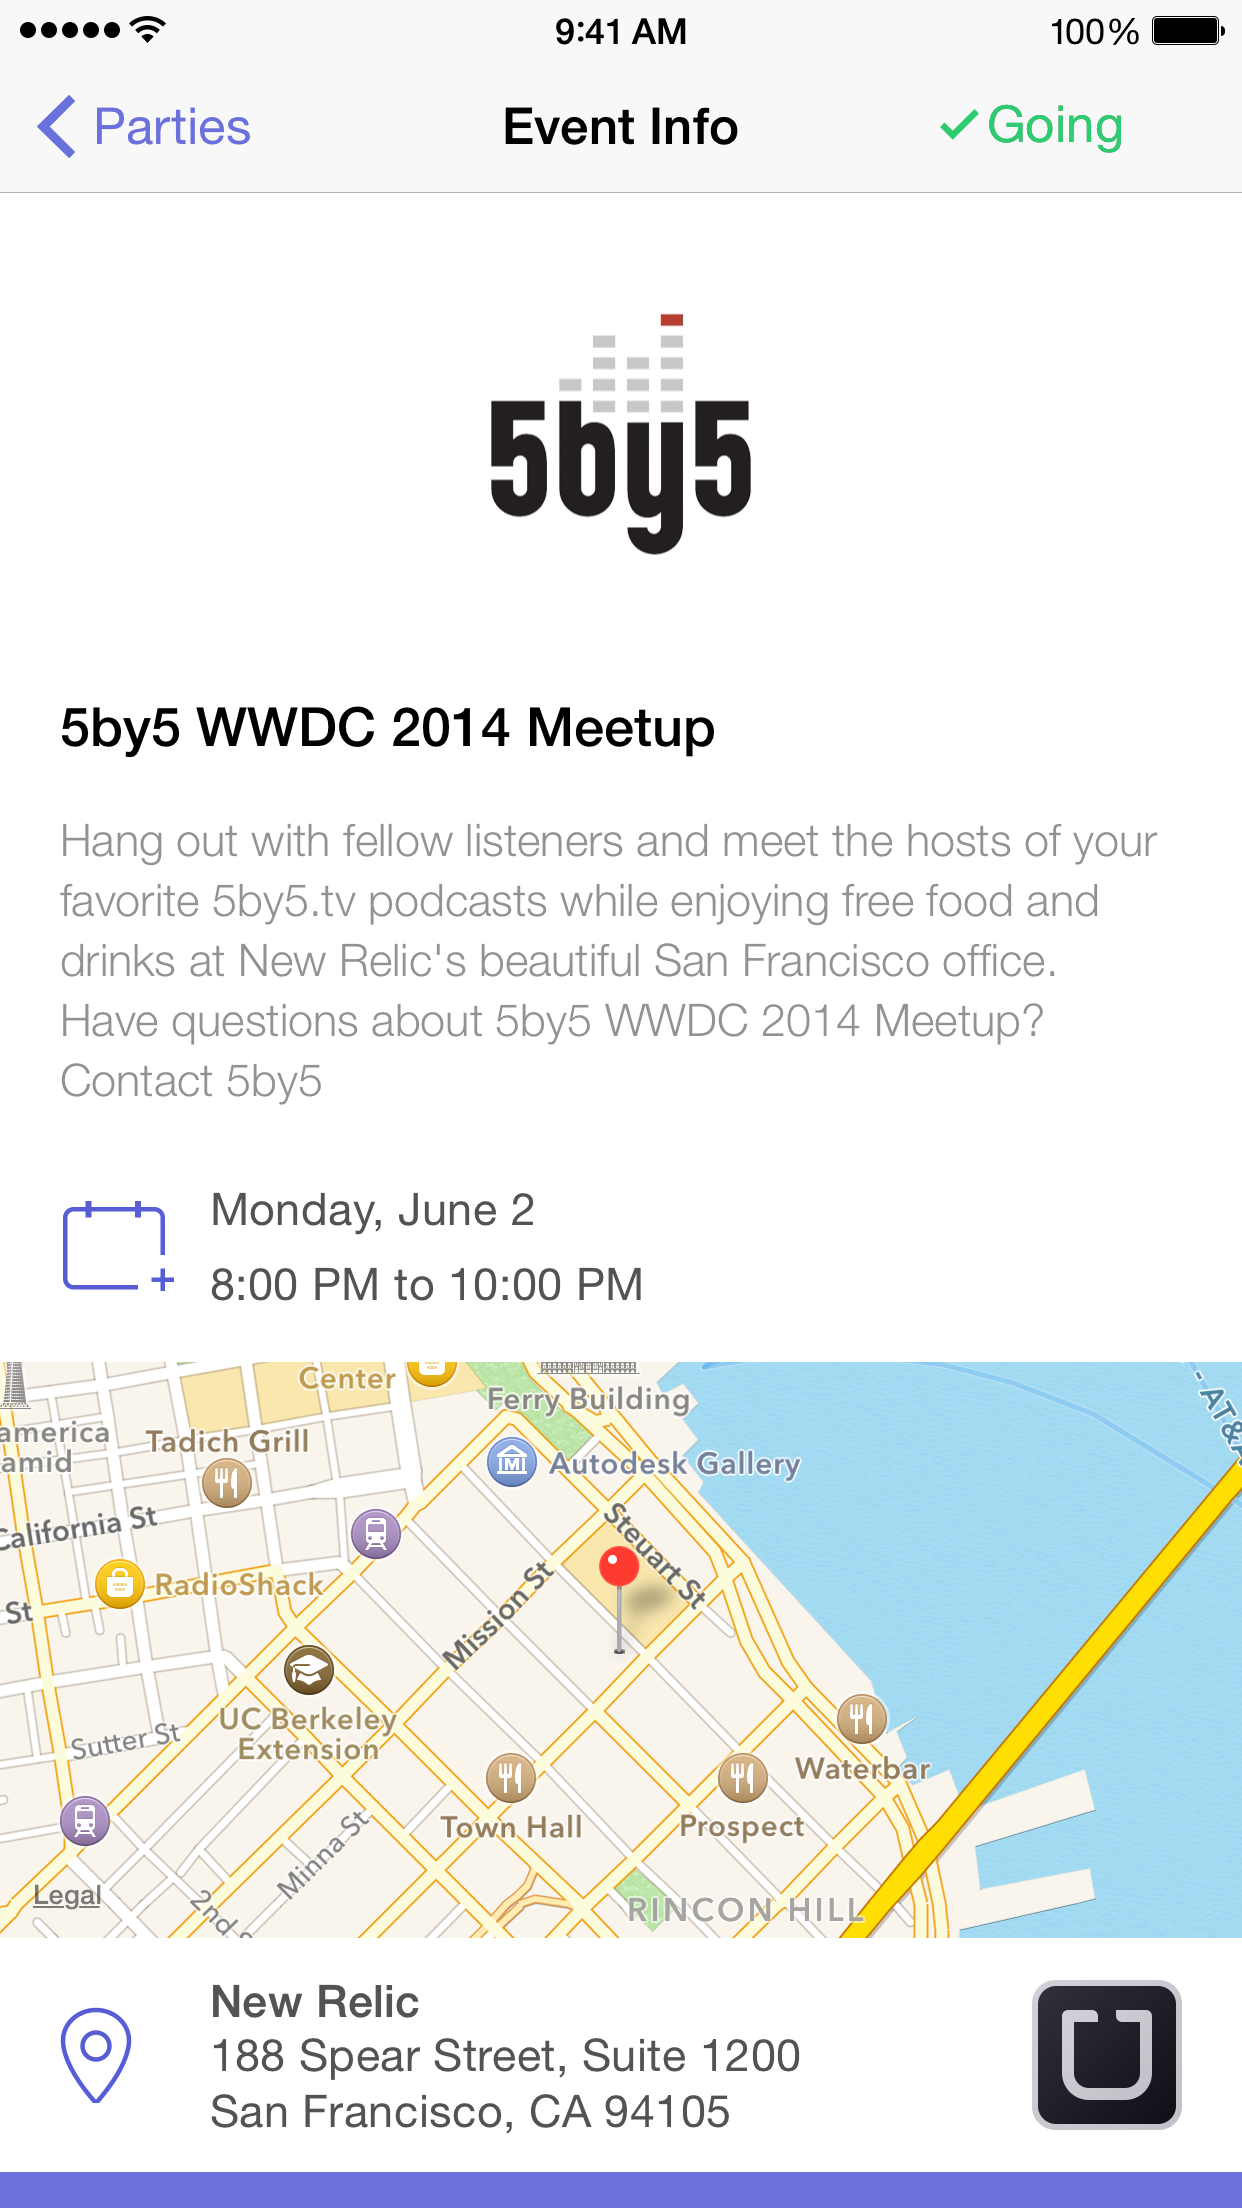 9:41 AM
100%
Parties
Event Info
Going
5by5
5by5 WWDC 2014 Meetup
Hang out with fellow listeners and meet the hosts of your
favorite 5by5.tv podcasts while enjoying free food and
drinks at New Relic's beautiful San Francisco office.
Have questions about 5by5 WWDC 2014 Meetup?
Contact 5by5
Monday, June 2
8:00 PM to 10:00 PM
Center
Ferry Building
america
amid
Tadich Grill
Autodesk Gallery
AT&
California St
Steuart St
RadioShack
St
Mission St
UC Berkeley
Extension
Sutter St
Waterbar
Town Hall
Prospect
Minna St
Legal
2nd
RINCON HILL
New Relic
188 Spear Street, Suite 1200
San Francisco, CA 94105